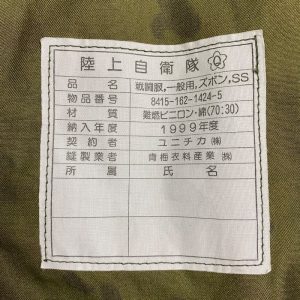 陸上自衛隊 Q
品名 戦闘服,一般用,ズボン,SS
物品番号 8415-162-1424-5
材質 難燃ビニロン・綿(70:30)
納入年度 1999年度
契約者 ユニチカ(株)
縫製業者 青梅衣料産業(株)
所属 氏名